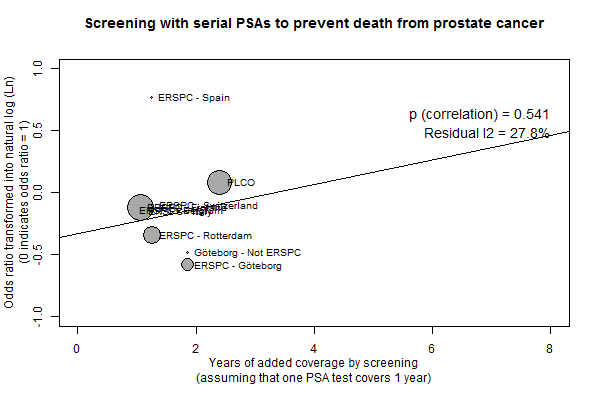 Screening with serial PSAs to prevent death from prostate cancer
Odds ratio transformed into natural log (Ln)
(0 indicates odds ratio = 1)
1.0
0.5
0.0
-0.5
-1.0
ERSPC - Spain
p (correlation) = 0.541
Residual I2 = 27.8%
PLCO
ERSPC - Switzerland
ERSPC - Rotterdam
Göteborg - Not ERSPC
ERSPC - Göteborg
0
2
4
6
8
Years of added coverage by screening
(assuming that one PSA test covers 1 year)